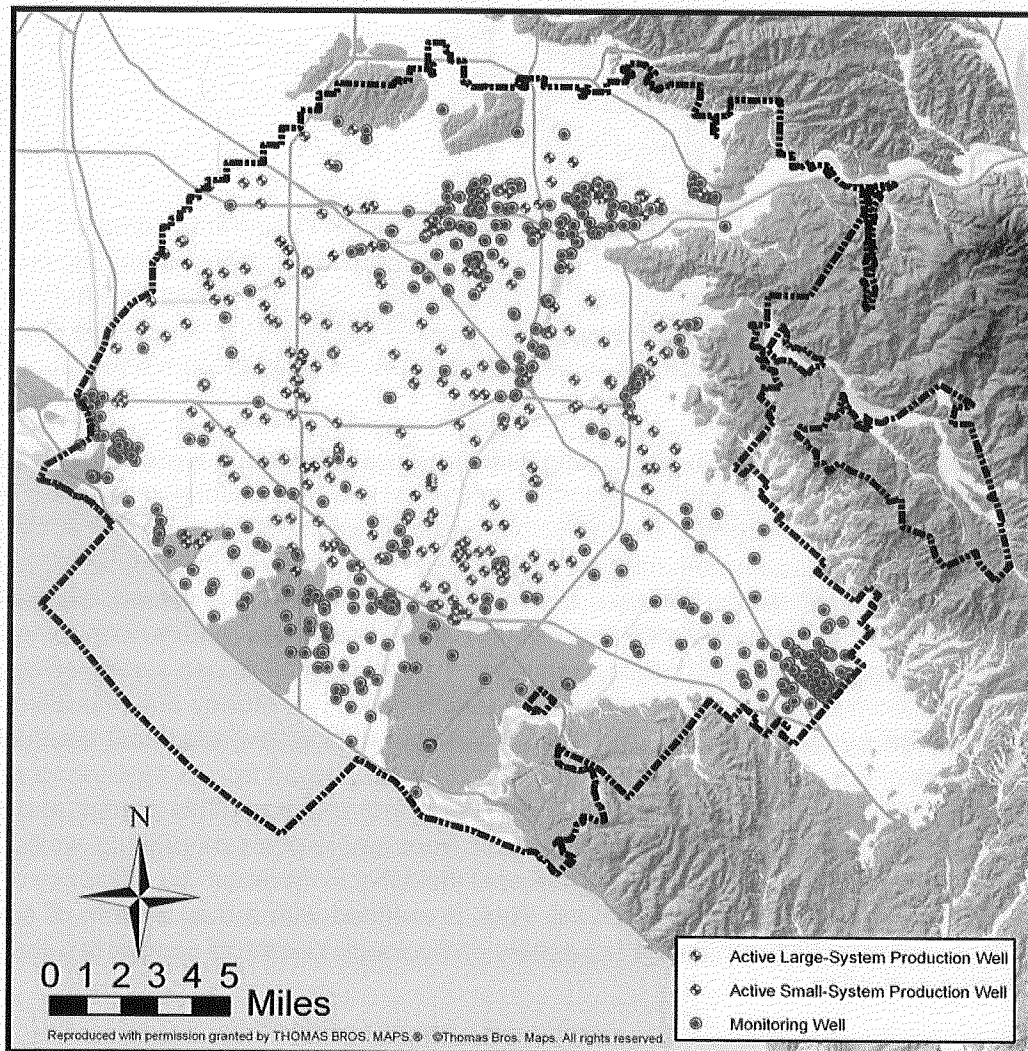 N
0 1 2 3 4 5
Miles
Reproduced with permission granted by THOMAS BROS. MAPS ® ©Thomas Bros. Maps. All rights reserved.
Active Large-System Production Well
Active Small-System Production Well
Monitoring Well